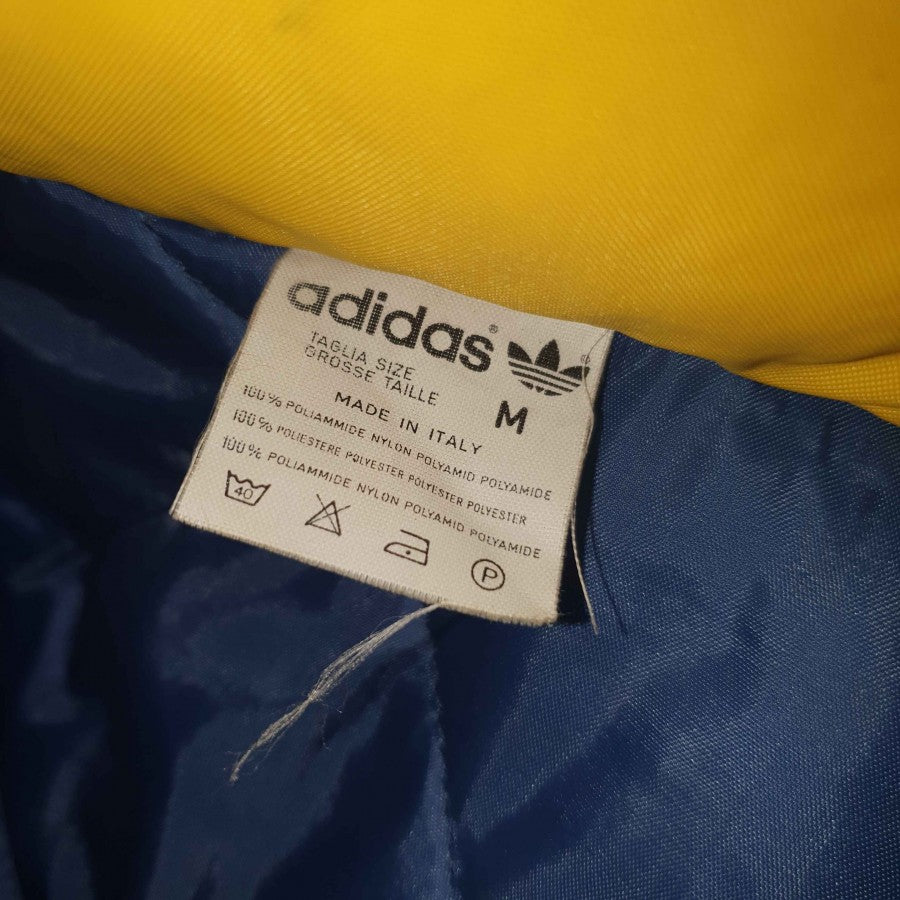 adidas®
®
TAGLIA SIZE
GROSSE TAILLE
M
MADE IN ITALY
100% POLIAMMIDE NYLON POLYAMID POLYAMIDE
100% POLIESTERE POLYESTER POLYESTER POLYESTER
100% POLIAMMIDE NYLON POLYAMID POLYAMIDE
40
P